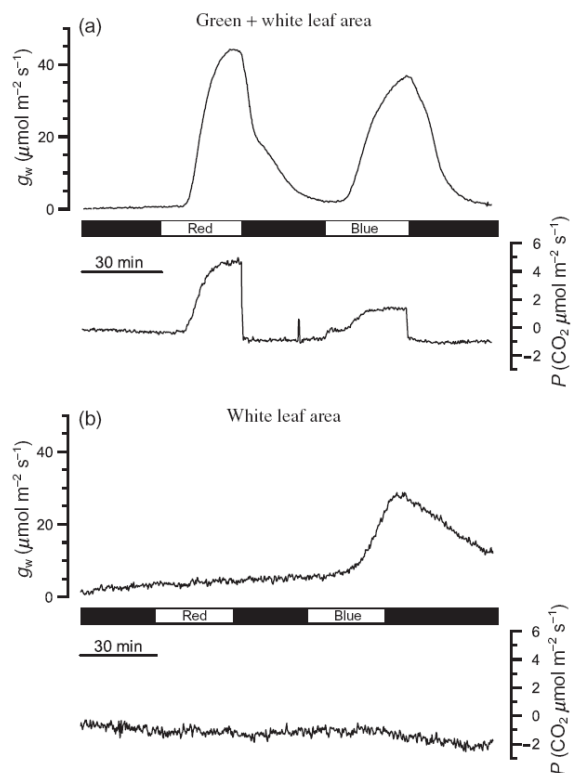 (a) Green + white leaf area
40
20
0
g_w (µmol m⁻² s⁻¹)
Red Blue
30 min
6
4
2
0
−2
P (CO₂ µmol m⁻² s⁻¹)
(b) White leaf area
40
20
0
g_w (µmol m⁻² s⁻¹)
Red Blue
30 min
6
4
2
0
−2
P (CO₂ µmol m⁻² s⁻¹)